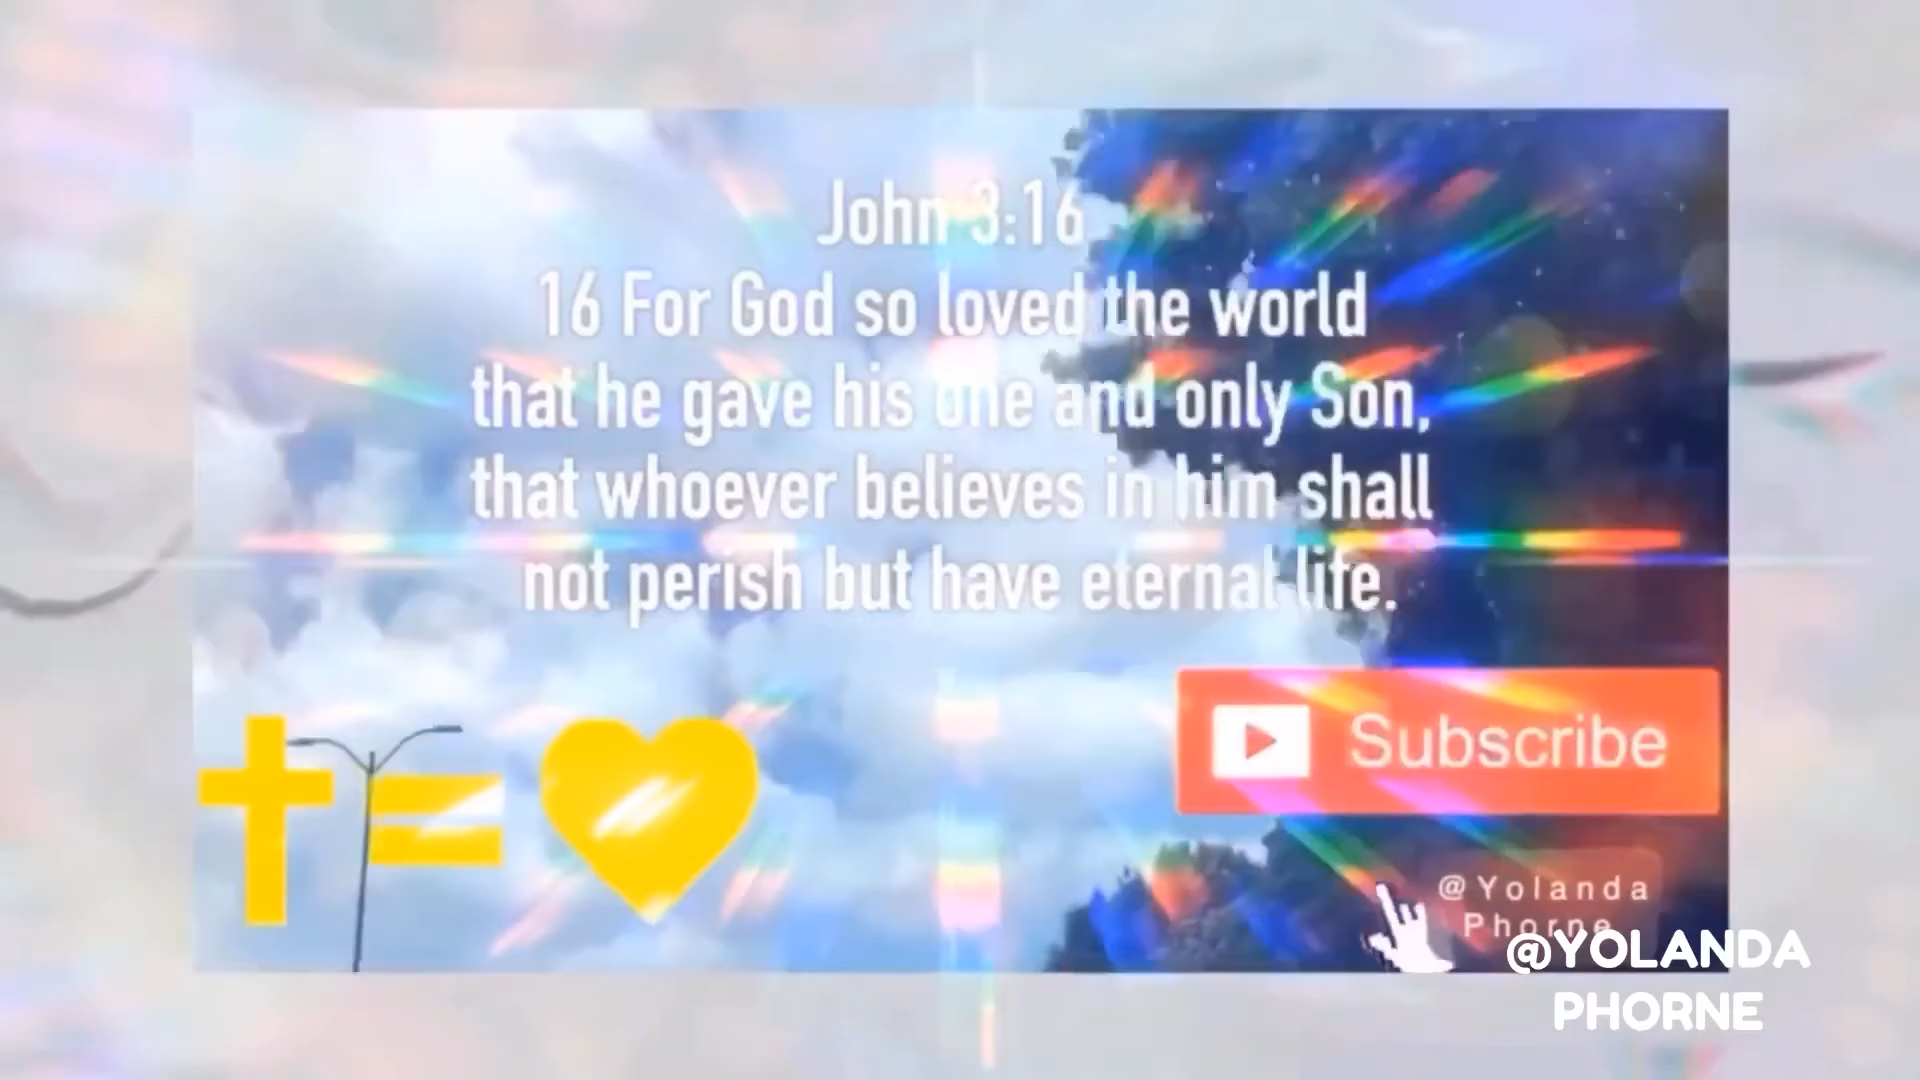 John 3:16
16 For God so loved the world
that he gave his one and only Son,
that whoever believes in him shall
not perish but have eternal life.
Subscribe
@Yolanda
Phorne
@YOLANDA
PHORNE